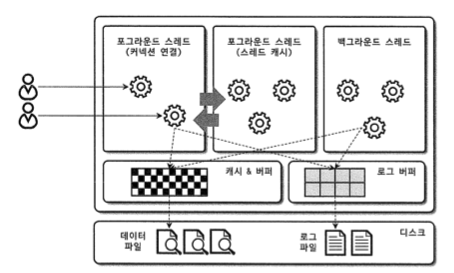 포그라운드 스레드
(커넥션 연결)
포그라운드 스레드
(스레드 캐시)
백그라운드 스레드
캐시 & 버퍼
로그 버퍼
데이터
파일
로그
파일
디스크